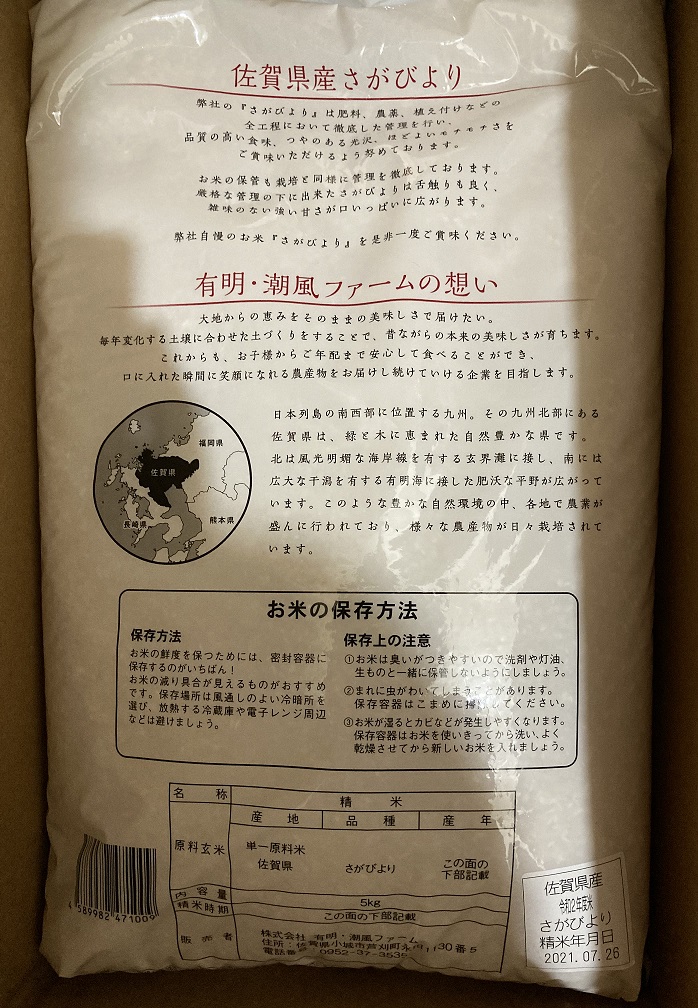 佐賀県産さがびより
弊社の『さがびより』は肥料、農薬、植え付けなどの
全工程において徹底した管理を行い、
品質の高い食味、つやのある光沢、ほどよいモチモチさを
ご賞味いただけるよう努めております。
お米の保管も栽培と同様に管理を徹底しております。
厳格な管理の下に出来たさがびよりは舌触りも良く、
雑味のない強い甘さが口いっぱいに広がります。
弊社自慢のお米『さがびより』を是非一度ご賞味ください。
有明・潮風ファームの想い
大地からの恵みをそのままの美味しさで届けたい。
毎年変化する土壌に合わせた土づくりをすることで、昔ながらの本来の美味しさが育ちます。
これからも、お子様からご年配まで安心して食べることができ、
口に入れた瞬間に笑顔になれる農産物をお届けし続けていける企業を目指します。
福岡県
佐賀県
長崎県
熊本県
日本列島の南西部に位置する九州。その九州北部にある
佐賀県は、緑と木に恵まれた自然豊かな県です。
北は風光明媚な海岸線を有する玄界灘に接し、南には
広大な干潟を有する有明海に接した肥沃な平野が広がって
います。このような豊かな自然環境の中、各地で農業が
盛んに行われており、様々な農産物が日々栽培されて
います。
お米の保存方法
保存方法
お米の鮮度を保つためには、密封容器に
保存するのがいちばん！
お米の減り具合が見えるものがおすすめ
です。保存場所は風通しのよい冷暗所を
選び、放熱する冷蔵庫や電子レンジ周辺
などは避けましょう。
保存上の注意
①お米は臭いがつきやすいので洗剤や灯油、
生ものと一緒に保管しないようにしましょう。
②まれに虫がわいてしまうことがあります。
保存容器はこまめに掃除してください。
③お米が湿るとカビなどが発生しやすくなります。
保存容器はお米を使いきってから洗い、よく
乾燥させてから新しいお米を入れましょう。
名称 精米
原料玄米 産地 品種 産年
単一原料米
佐賀県 さがびより この面の
下部記載
内容量 5kg
精米時期 この面の下部記載
販売者 株式会社 有明・潮風ファーム
住所:佐賀県小城市芦刈町永田1130番5
電話番号 0952-37-3535
4 589982 471009
佐賀県産
令和2年度米
さがびより
精米年月日
2021.07.26